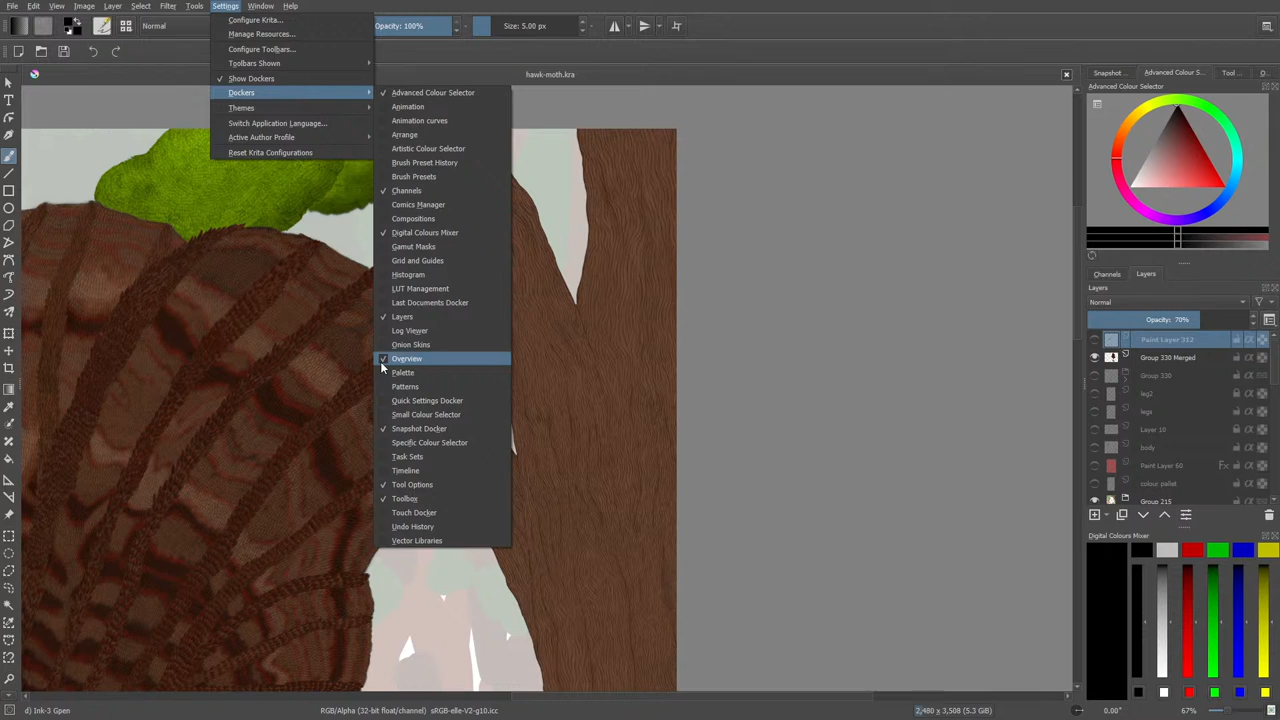 File Edit View Image Layer Select Filter Tools Settings Window Help
Normal Opacity: 100% Size: 5.00 px
hawk-moth.kra
Configure Krita...
Manage Resources...
Configure Toolbars...
Toolbars Shown
Show Dockers
Dockers
Themes
Switch Application Language...
Active Author Profile
Reset Krita Configurations
Advanced Colour Selector
Animation
Animation curves
Arrange
Artistic Colour Selector
Brush Preset History
Brush Presets
Channels
Comics Manager
Compositions
Digital Colours Mixer
Gamut Masks
Grid and Guides
Histogram
LUT Management
Last Documents Docker
Layers
Log Viewer
Onion Skins
Overview
Palette
Patterns
Quick Settings Docker
Small Colour Selector
Snapshot Docker
Specific Colour Selector
Task Sets
Timeline
Tool Options
Toolbox
Touch Docker
Undo History
Vector Libraries
Snapshot ... Advanced Colour S... Tool ... O...
Advanced Colour Selector
Channels Layers
Layers
Normal
Opacity: 70%
Paint Layer 312
Group 330 Merged
Group 330
leg2
legs
Layer 10
body
Paint Layer 60 Fx
colour pallet
Group 215
Digital Colours Mixer
d) Ink-3 Gpen RGB/Alpha (32-bit float/channel) sRGB-elle-V2-g10.icc 2,480 x 3,508 (5.3 GiB) 0.00° 67%